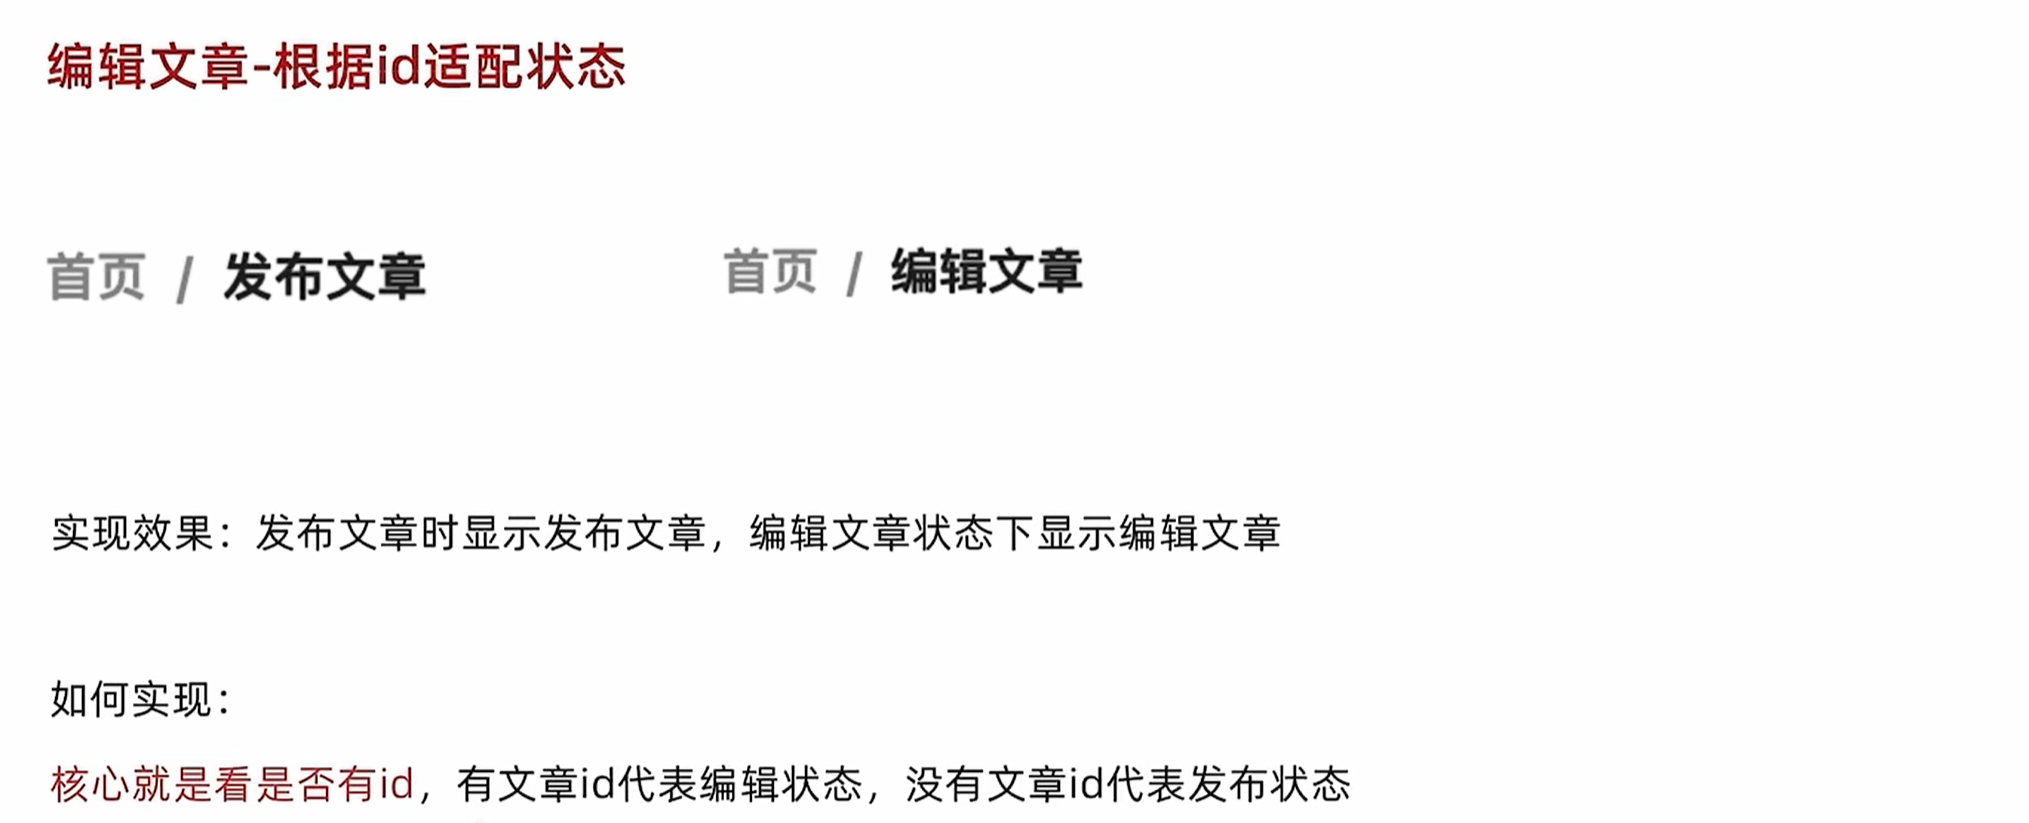 编辑文章-根据id适配状态
首页 / 发布文章
首页 / 编辑文章
实现效果：发布文章时显示发布文章，编辑文章状态下显示编辑文章
如何实现：
核心就是看是否有id，有文章id代表编辑状态，没有文章id代表发布状态